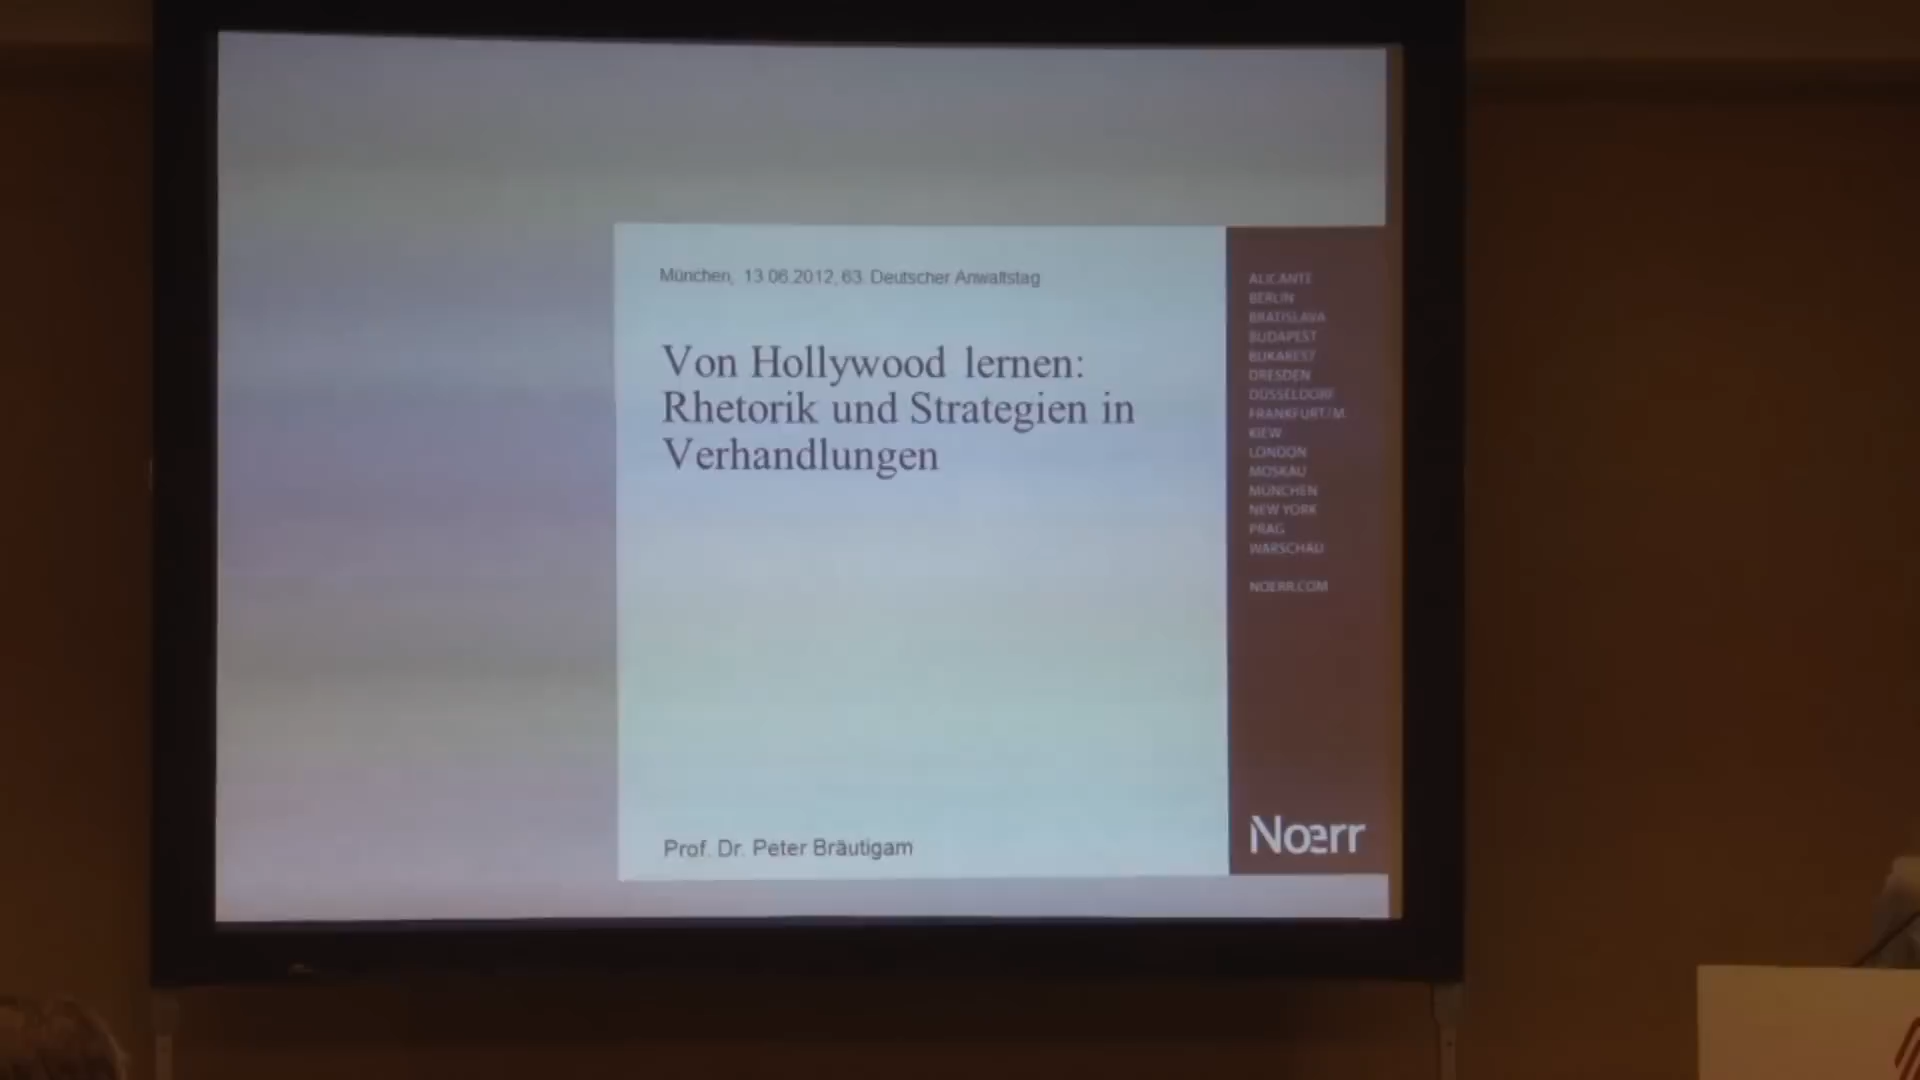 München, 13.06.2012, 63. Deutscher Anwaltstag
Von Hollywood lernen:
Rhetorik und Strategien in
Verhandlungen
Prof. Dr. Peter Bräutigam
ALICANTE
BERLIN
BRATISLAVA
BUDAPEST
BUKAREST
DRESDEN
DÜSSELDORF
FRANKFURT/M.
KIEW
LONDON
MOSKAU
MÜNCHEN
NEW YORK
PRAG
WARSCHAU
NOERR.COM
Noerr